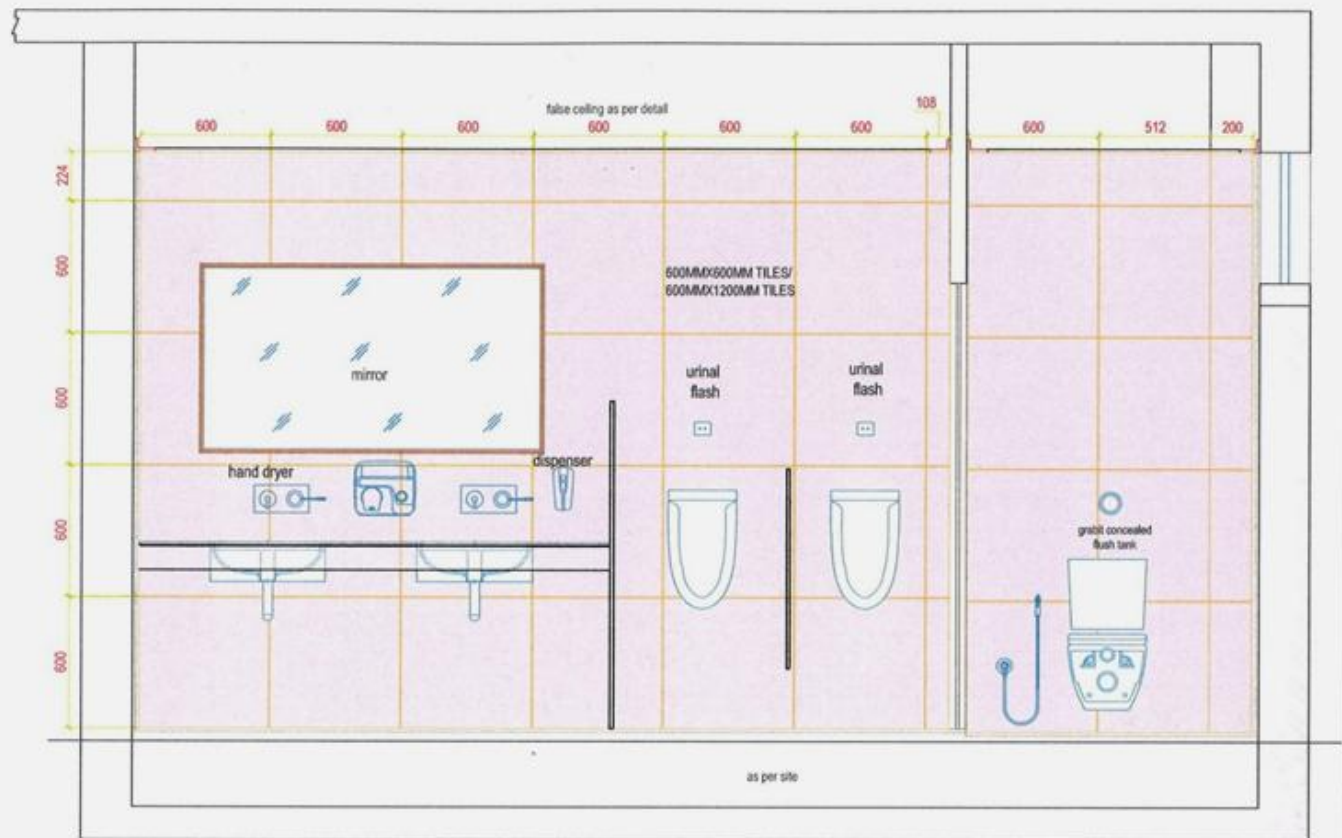 false ceiling as per detail
108
600
600
600
600
600
600
600
512
200
224
600
600
600
600
600MMX600MM TILES/
600MMX1200MM TILES
mirror
urinal
flash
urinal
flash
hand dryer
dispenser
grabit concealed
flush tank
as per site